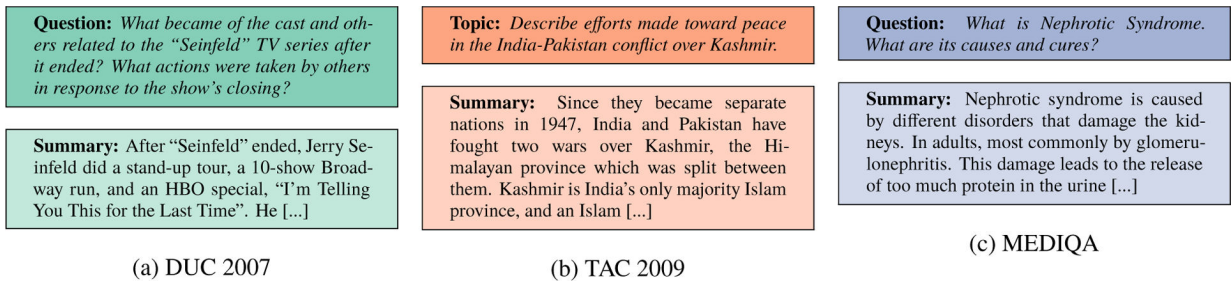 Question: What became of the cast and oth-
ers related to the “Seinfeld” TV series after
it ended? What actions were taken by others
in response to the show’s closing?
Summary: After “Seinfeld” ended, Jerry Se-
infeld did a stand-up tour, a 10-show Broad-
way run, and an HBO special, “I’m Telling
You This for the Last Time”. He [...]
(a) DUC 2007
Topic: Describe efforts made toward peace
in the India-Pakistan conflict over Kashmir.
Summary: Since they became separate
nations in 1947, India and Pakistan have
fought two wars over Kashmir, the Hi-
malayan province which was split between
them. Kashmir is India’s only majority Islam
province, and an Islam [...]
(b) TAC 2009
Question: What is Nephrotic Syndrome.
What are its causes and cures?
Summary: Nephrotic syndrome is caused
by different disorders that damage the kid-
neys. In adults, most commonly by glomeru-
lonephritis. This damage leads to the release
of too much protein in the urine [...]
(c) MEDIQA